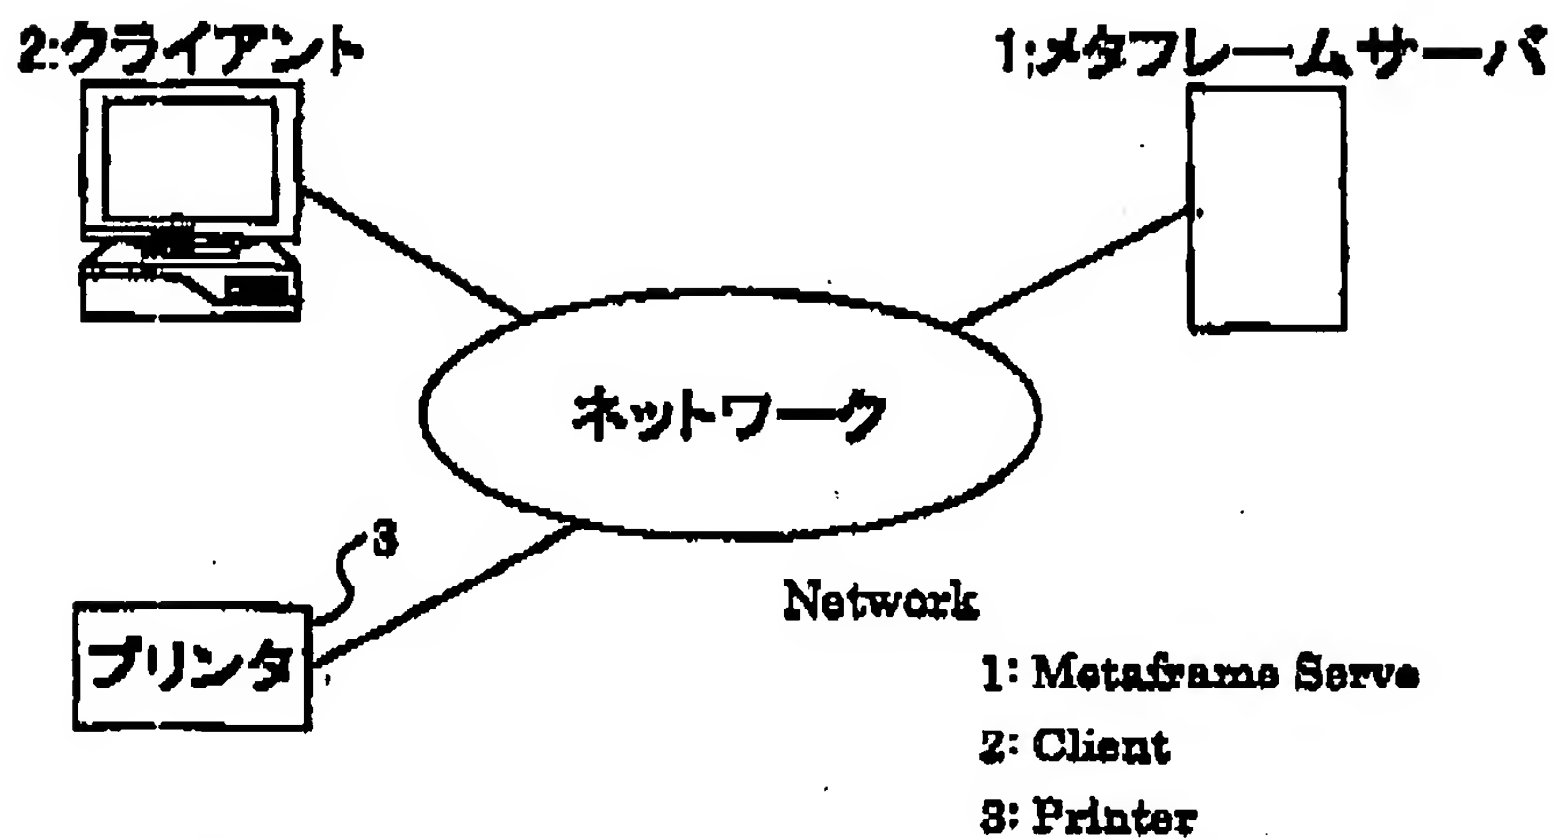 2:クライアント
1:メタフレームサーバ
ネットワーク
3
プリンタ
Network
1: Metaframe Serve
2: Client
3: Printer